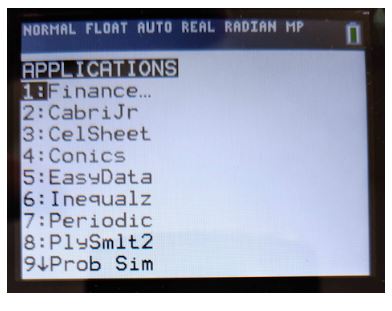 NORMAL FLOAT AUTO REAL RADIAN MP
APPLICATIONS
1:Finance…
2:CabriJr
3:CelSheet
4:Conics
5:EasyData
6:Inequalz
7:Periodic
8:PlySmlt2
9↓Prob Sim